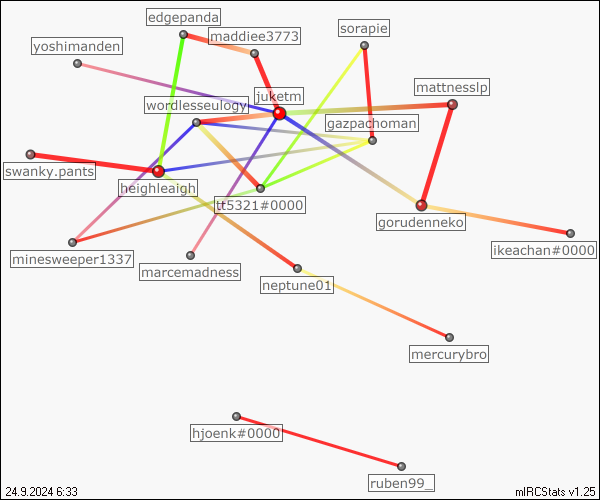 edgepanda
maddiee3773
sorapie
yoshimanden
mattnesslp
juketm
wordlesseulogy
gazpachoman
swanky.pants
heighleaigh
tt5321#0000
gorudenneko
ikeachan#0000
minesweeper1337
marcemadness
neptune01
mercurybro
hjoenk#0000
ruben99_
24.9.2024 6:33
mIRCStats v1.25